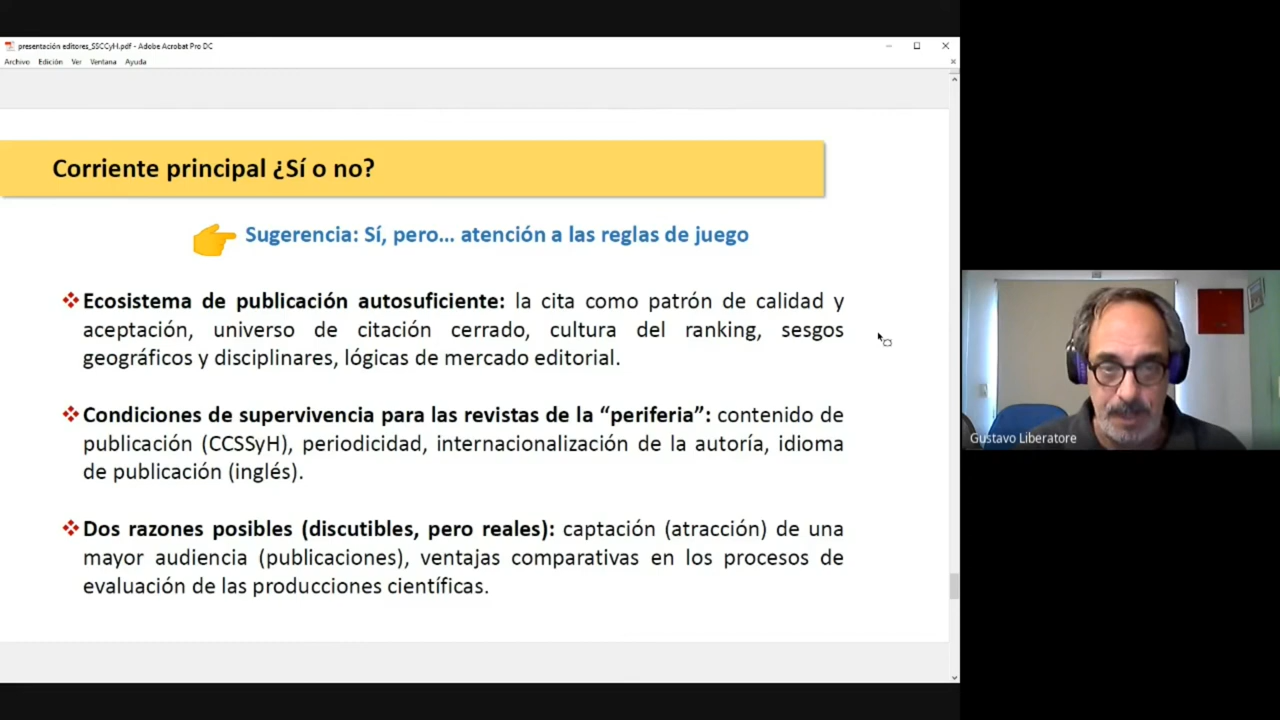 presentación editores_SSCCyH.pdf - Adobe Acrobat Pro DC
Archivo Edición Ver Ventana Ayuda
Corriente principal ¿Sí o no?
Sugerencia: Sí, pero... atención a las reglas de juego
Ecosistema de publicación autosuficiente: la cita como patrón de calidad y
aceptación, universo de citación cerrado, cultura del ranking, sesgos
geográficos y disciplinares, lógicas de mercado editorial.
Condiciones de supervivencia para las revistas de la “periferia”: contenido de
publicación (CCSSyH), periodicidad, internacionalización de la autoría, idioma
de publicación (inglés).
Dos razones posibles (discutibles, pero reales): captación (atracción) de una
mayor audiencia (publicaciones), ventajas comparativas en los procesos de
evaluación de las producciones científicas.
Gustavo Liberatore